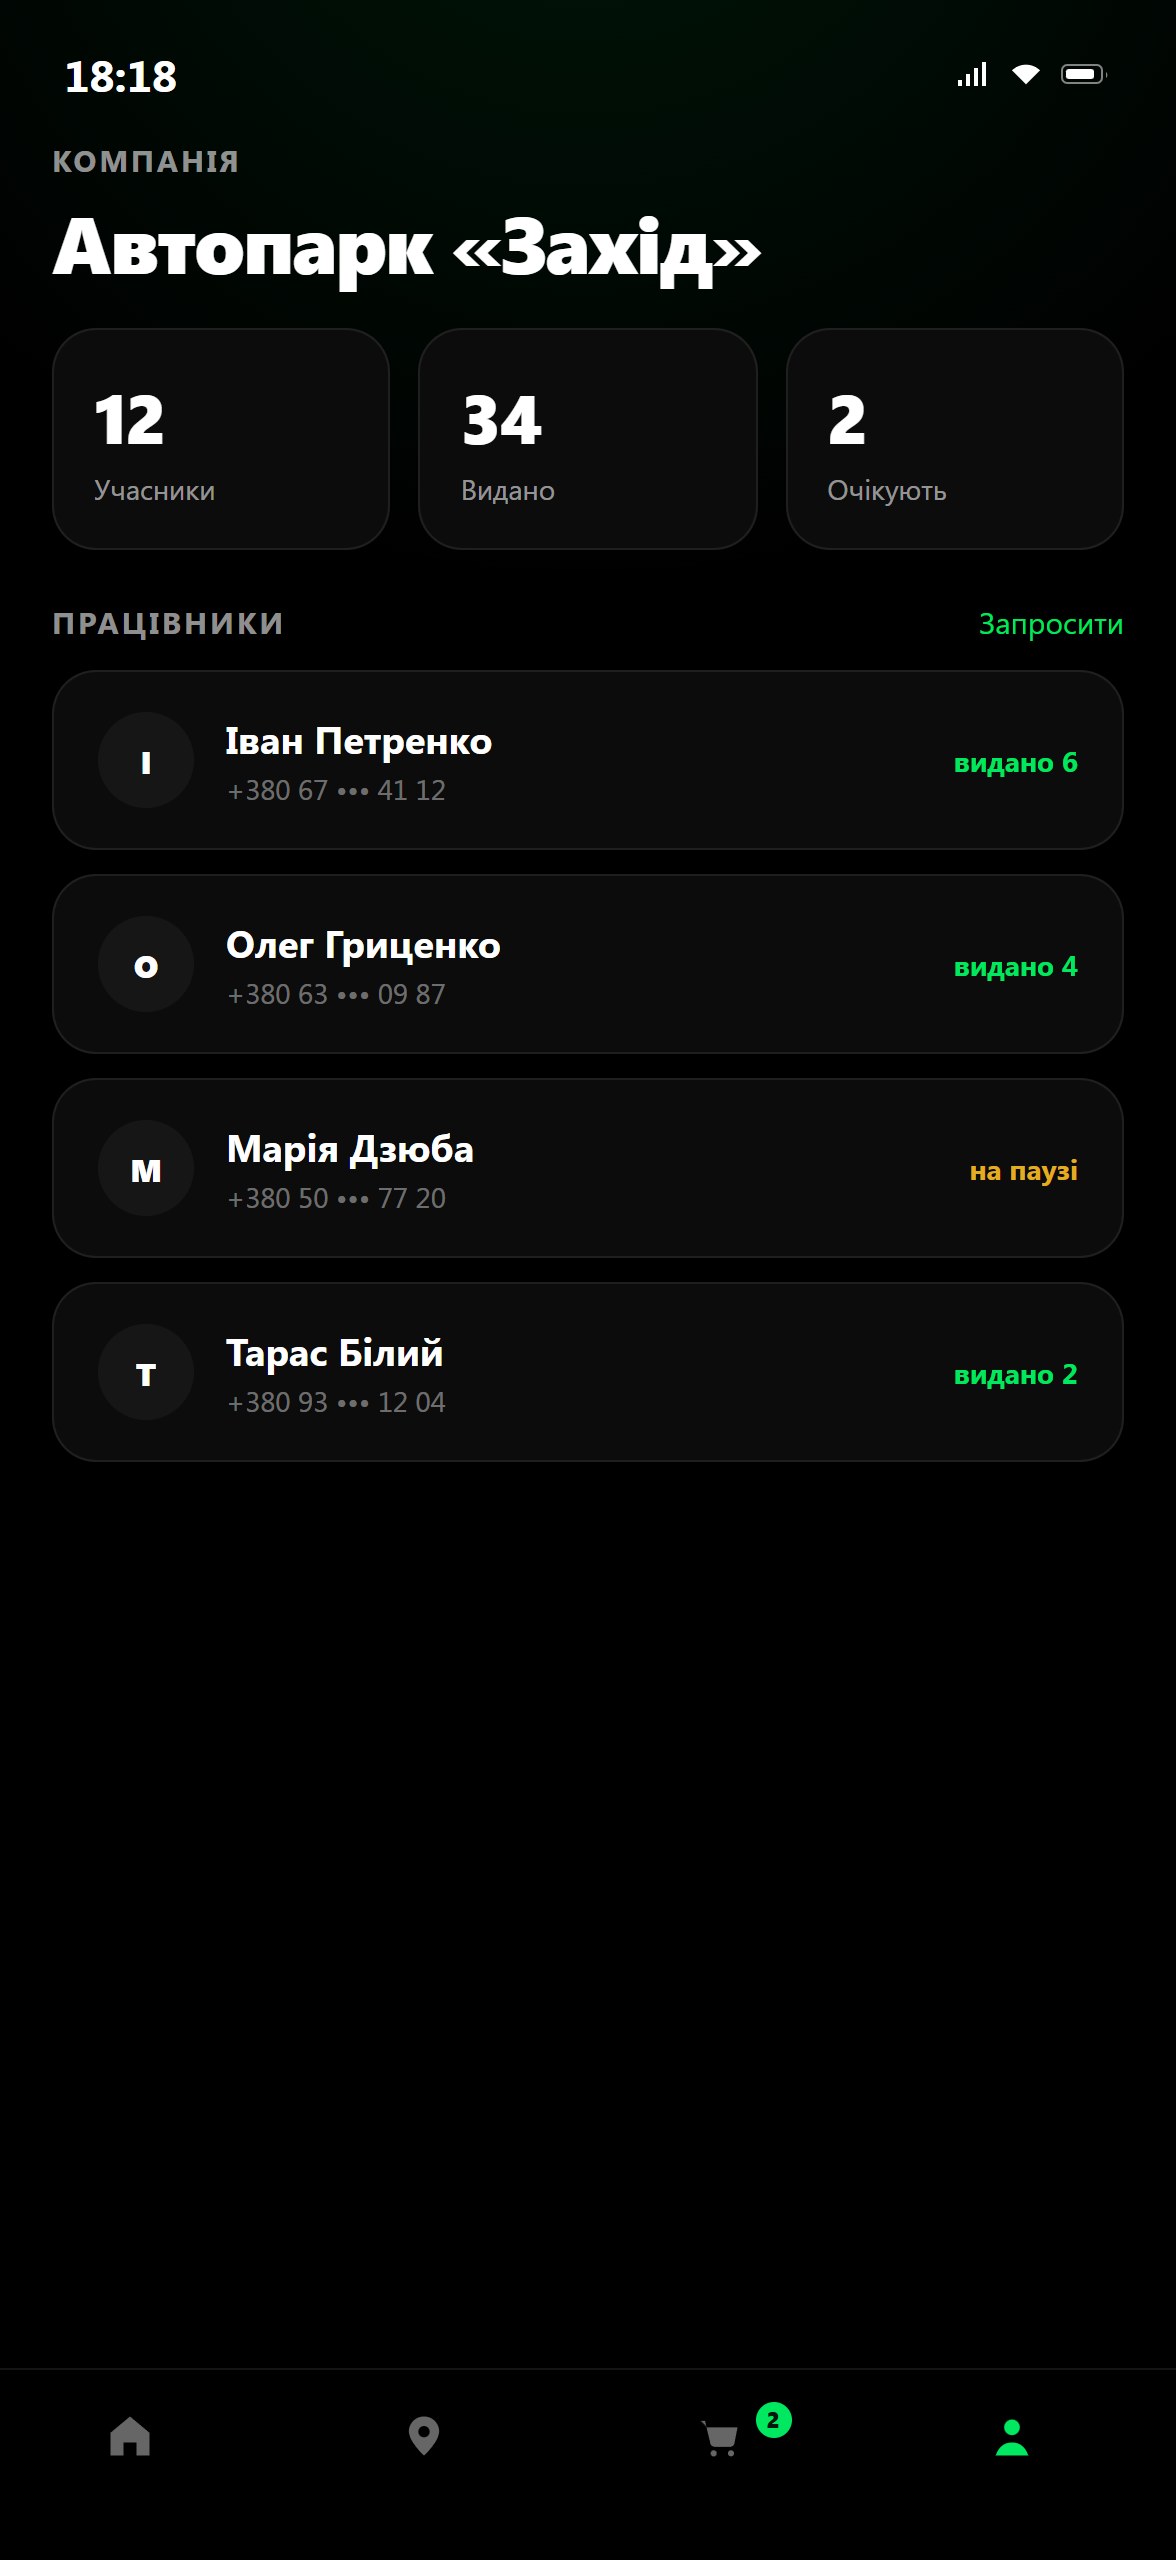 18:18
КОМПАНІЯ
Автопарк «Захід»
12
Учасники
34
Видано
2
Очікують
ПРАЦІВНИКИ
Запросити
І
Іван Петренко
+380 67 ••• 41 12
видано 6
О
Олег Гриценко
+380 63 ••• 09 87
видано 4
М
Марія Дзюба
+380 50 ••• 77 20
на паузі
Т
Тарас Білий
+380 93 ••• 12 04
видано 2
2